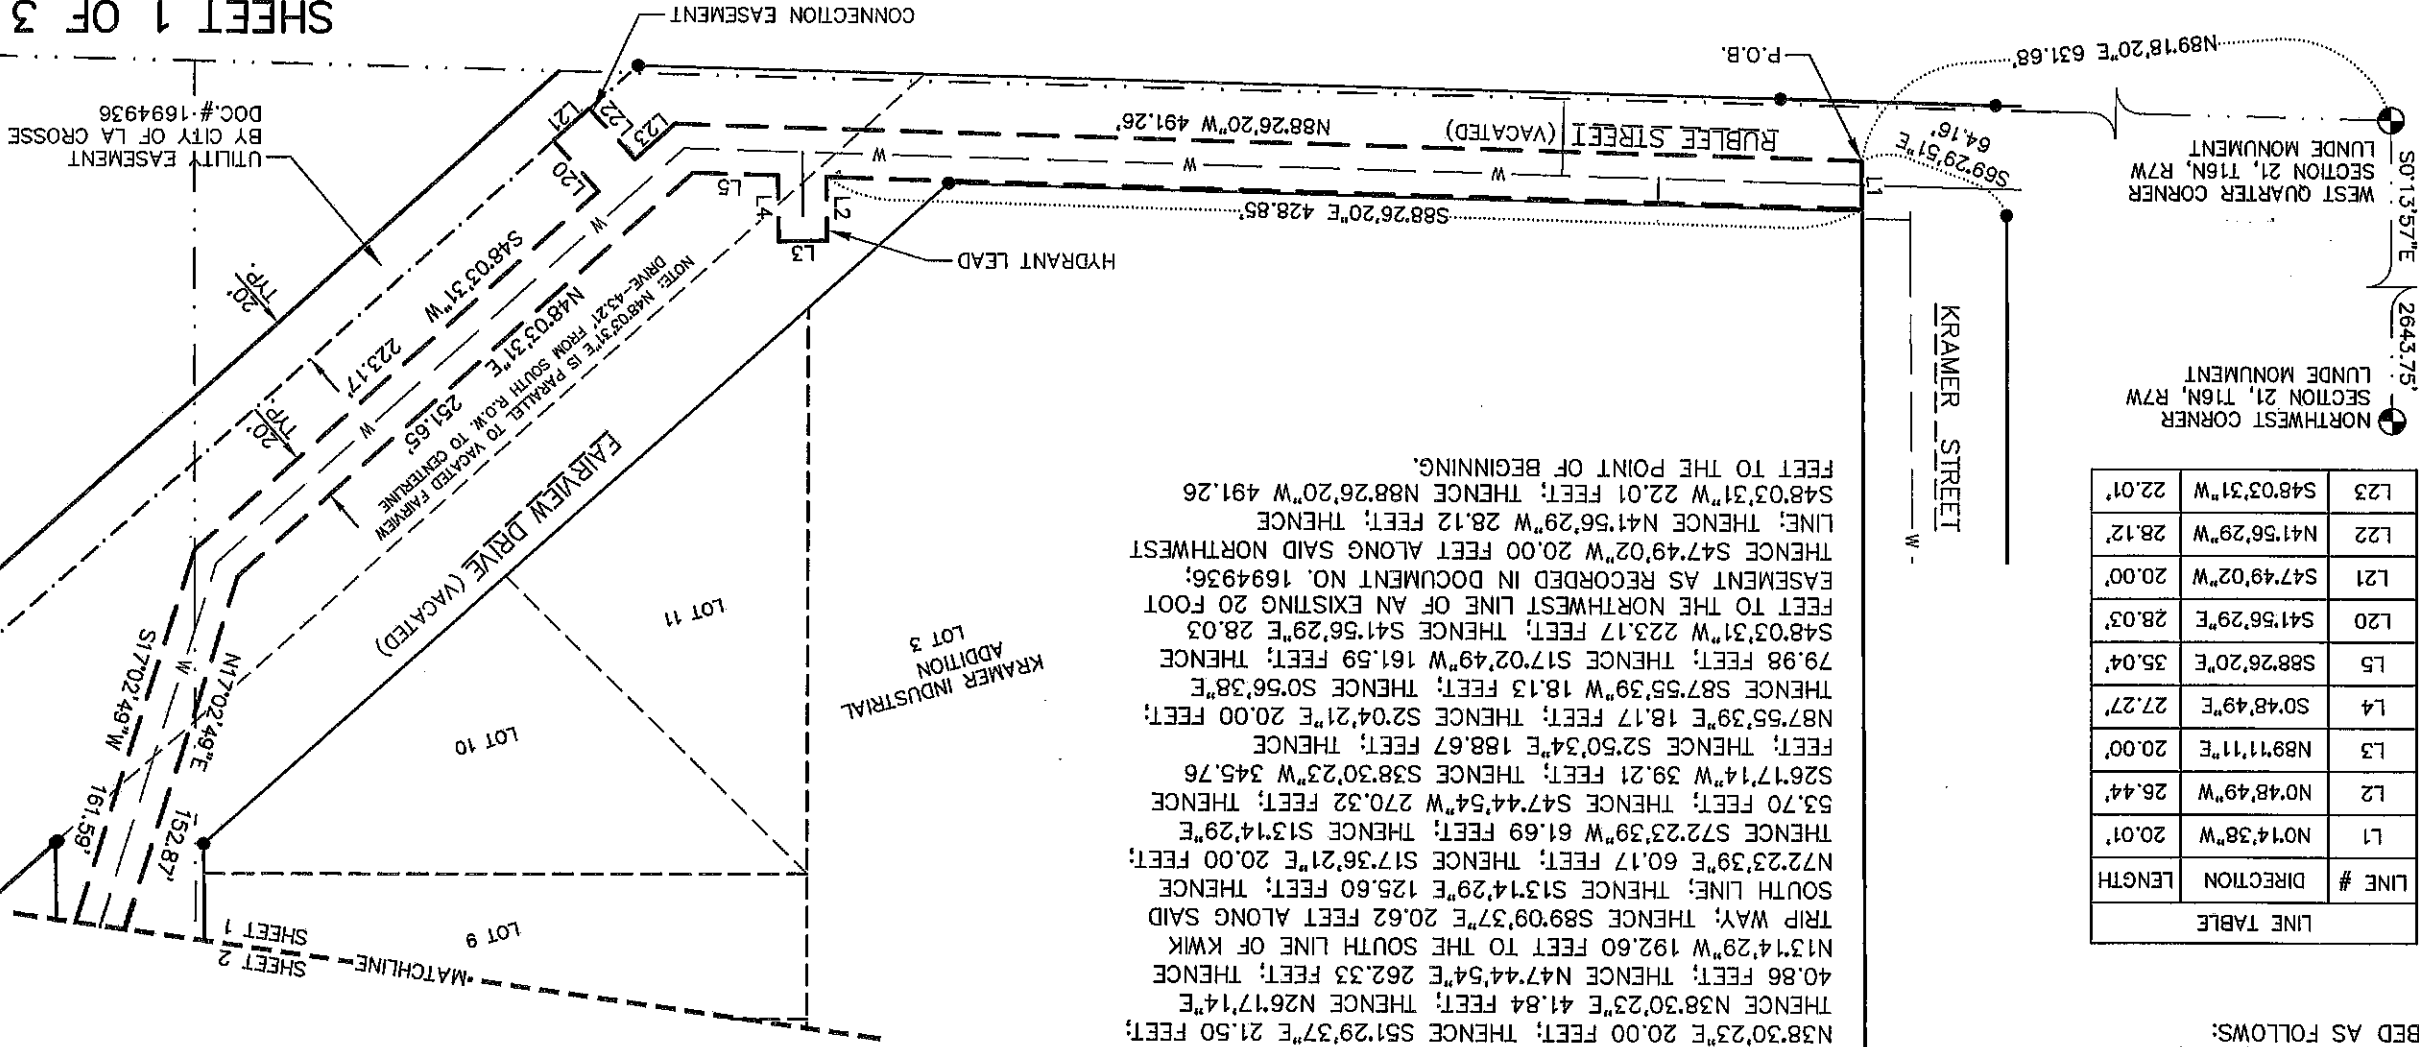 BED AS FOLLOWS:
N38°30'23"E 20.00 FEET; THENCE S51°29'37"E 21.50 FEET;
THENCE N38°30'23"E 41.84 FEET; THENCE N26°17'14"E
40.86 FEET; THENCE N47°44'54"E 262.33 FEET; THENCE
N13°14'29"W 192.60 FEET TO THE SOUTH LINE OF KWIK
TRIP WAY; THENCE S89°09'37"E 20.62 FEET ALONG SAID
SOUTH LINE; THENCE S13°14'29"E 125.60 FEET; THENCE
N72°23'39"E 60.17 FEET; THENCE S17°36'21"E 20.00 FEET;
THENCE S72°23'39"W 61.69 FEET; THENCE S13°14'29"E
53.70 FEET; THENCE S47°44'54"W 270.32 FEET; THENCE
S26°17'14"W 39.21 FEET; THENCE S38°30'23"W 345.76
FEET; THENCE S2°50'34"E 188.67 FEET; THENCE
N87°55'39"E 18.17 FEET; THENCE S2°04'21"E 20.00 FEET;
THENCE S87°55'39"W 18.13 FEET; THENCE S0°56'38"E
79.98 FEET; THENCE S17°02'49"W 161.59 FEET; THENCE
S48°03'31"W 223.17 FEET; THENCE S41°56'29"E 28.03
FEET TO THE NORTHWEST LINE OF AN EXISTING 20 FOOT
EASEMENT AS RECORDED IN DOCUMENT NO. 1694936;
THENCE S47°49'02"W 20.00 FEET ALONG SAID NORTHWEST
LINE; THENCE N41°56'29"W 28.12 FEET; THENCE
S48°03'31"W 22.01 FEET; THENCE N88°26'20"W 491.26
FEET TO THE POINT OF BEGINNING.
LINE TABLE
LINE # DIRECTION LENGTH
L1 N0°14'38"W 20.01'
L2 N0°48'49"W 26.44'
L3 N89°11'11"E 20.00'
L4 S0°48'49"E 27.27'
L5 S88°26'20"E 35.04'
L20 S41°56'29"E 28.03'
L21 S47°49'02"W 20.00'
L22 N41°56'29"W 28.12'
L23 S48°03'31"W 22.01'
NORTHWEST CORNER
SECTION 21, T16N, R7W
LUNDE MONUMENT
S0°13'57"E 2643.75'
WEST QUARTER CORNER
SECTION 21, T16N, R7W
LUNDE MONUMENT
N89°18'20"E 631.68'
S69°29'51"E
64.16'
KRAMER STREET
W
L1
P.O.B.
S88°26'20"E 428.85'
W
W
W
RUBLEE STREET (VACATED)
N88°26'20"W 491.26'
HYDRANT LEAD
L2
L3
L4
L5
L23
L22
L21
L20
CONNECTION EASEMENT
UTILITY EASEMENT
BY CITY OF LA CROSSE
DOC.# 1694936
MATCHLINE
SHEET 2
SHEET 1
LOT 9
LOT 10
LOT 11
KRAMER INDUSTRIAL
ADDITION
LOT 3
FAIRVIEW DRIVE (VACATED)
NOTE: N48°03'31"E IS PARALLEL TO VACATED FAIRVIEW
DRIVE-43.21' FROM SOUTH R.O.W. TO CENTERLINE
N48°03'31"E
251.65'
W
W
S48°03'31"W
223.17'
20'
TYP.
20'
TYP.
N17°02'49"E
152.87'
W
S17°02'49"W
161.59'
SHEET 1 OF 3